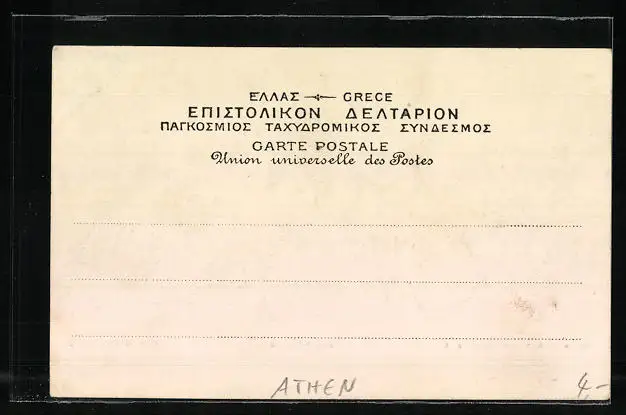 ΕΛΛΑΣ GRECE
ΕΠΙΣΤΟΛΙΚΟΝ ΔΕΛΤΑΡΙΟΝ
ΠΑΓΚΟΣΜΙΟΣ ΤΑΧΥΔΡΟΜΙΚΟΣ ΣΥΝΔΕΣΜΟΣ
CARTE POSTALE
Union universelle des Postes
ATHEN 4,-